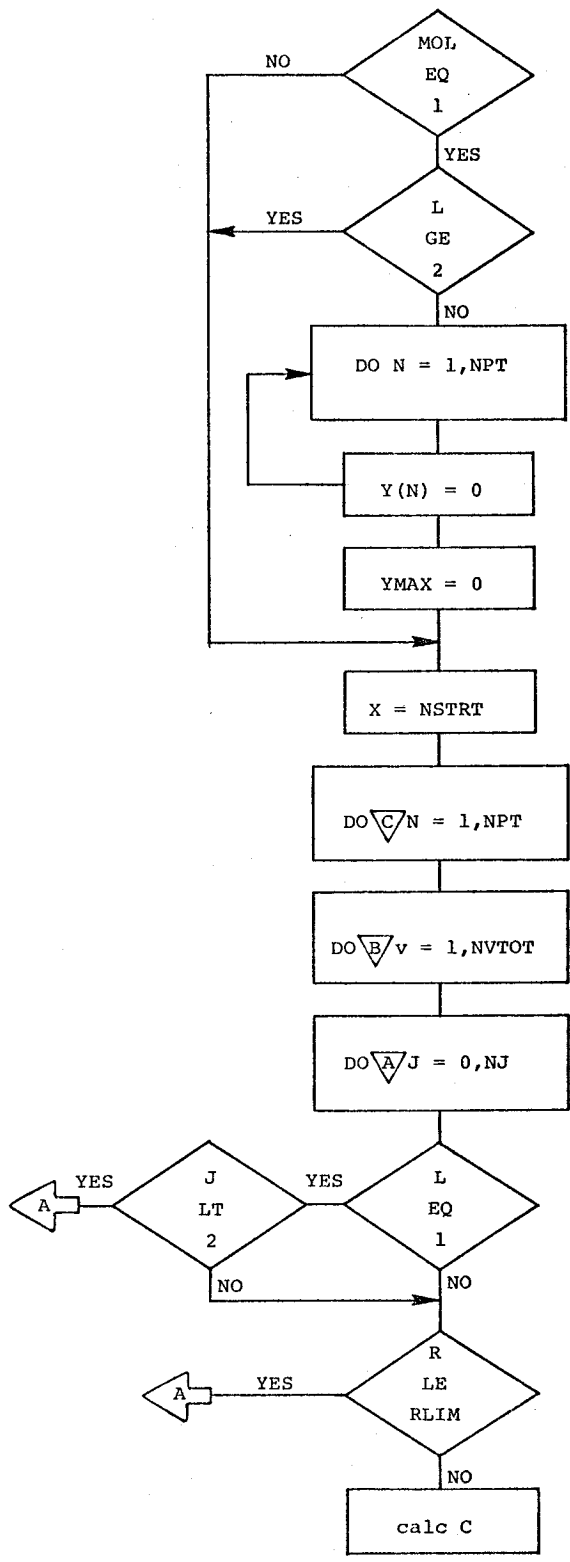 MOL
EQ
1
NO
YES
L
GE
2
YES
NO
DO N = 1,NPT
Y(N) = 0
YMAX = 0
X = NSTRT
DO C N = 1,NPT
DO B v = 1,NVTOT
DO A J = 0,NJ
L
EQ
1
YES
J
LT
2
YES
A
NO
NO
R
LE
RLIM
YES
A
NO
calc C